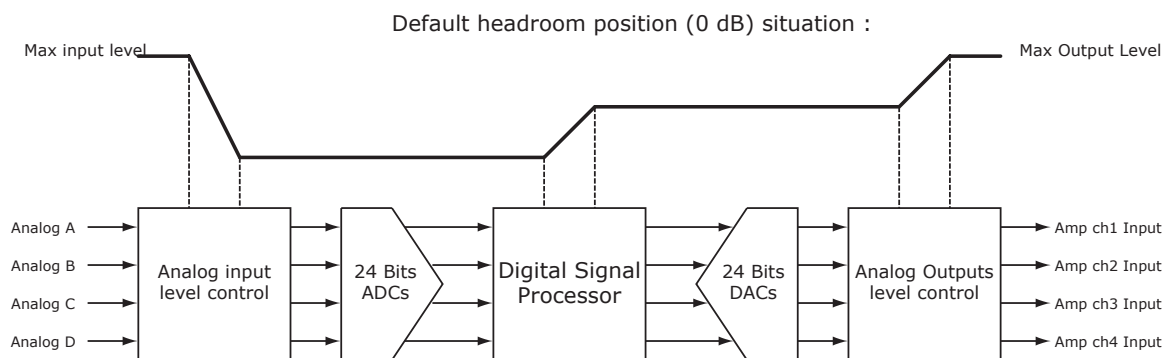 Default headroom position (0 dB) situation :
Max input level
Max Output Level
Analog A
Analog B
Analog C
Analog D
Analog input
level control
24 Bits
ADCs
Digital Signal
Processor
24 Bits
DACs
Analog Outputs
level control
Amp ch1 Input
Amp ch2 Input
Amp ch3 Input
Amp ch4 Input